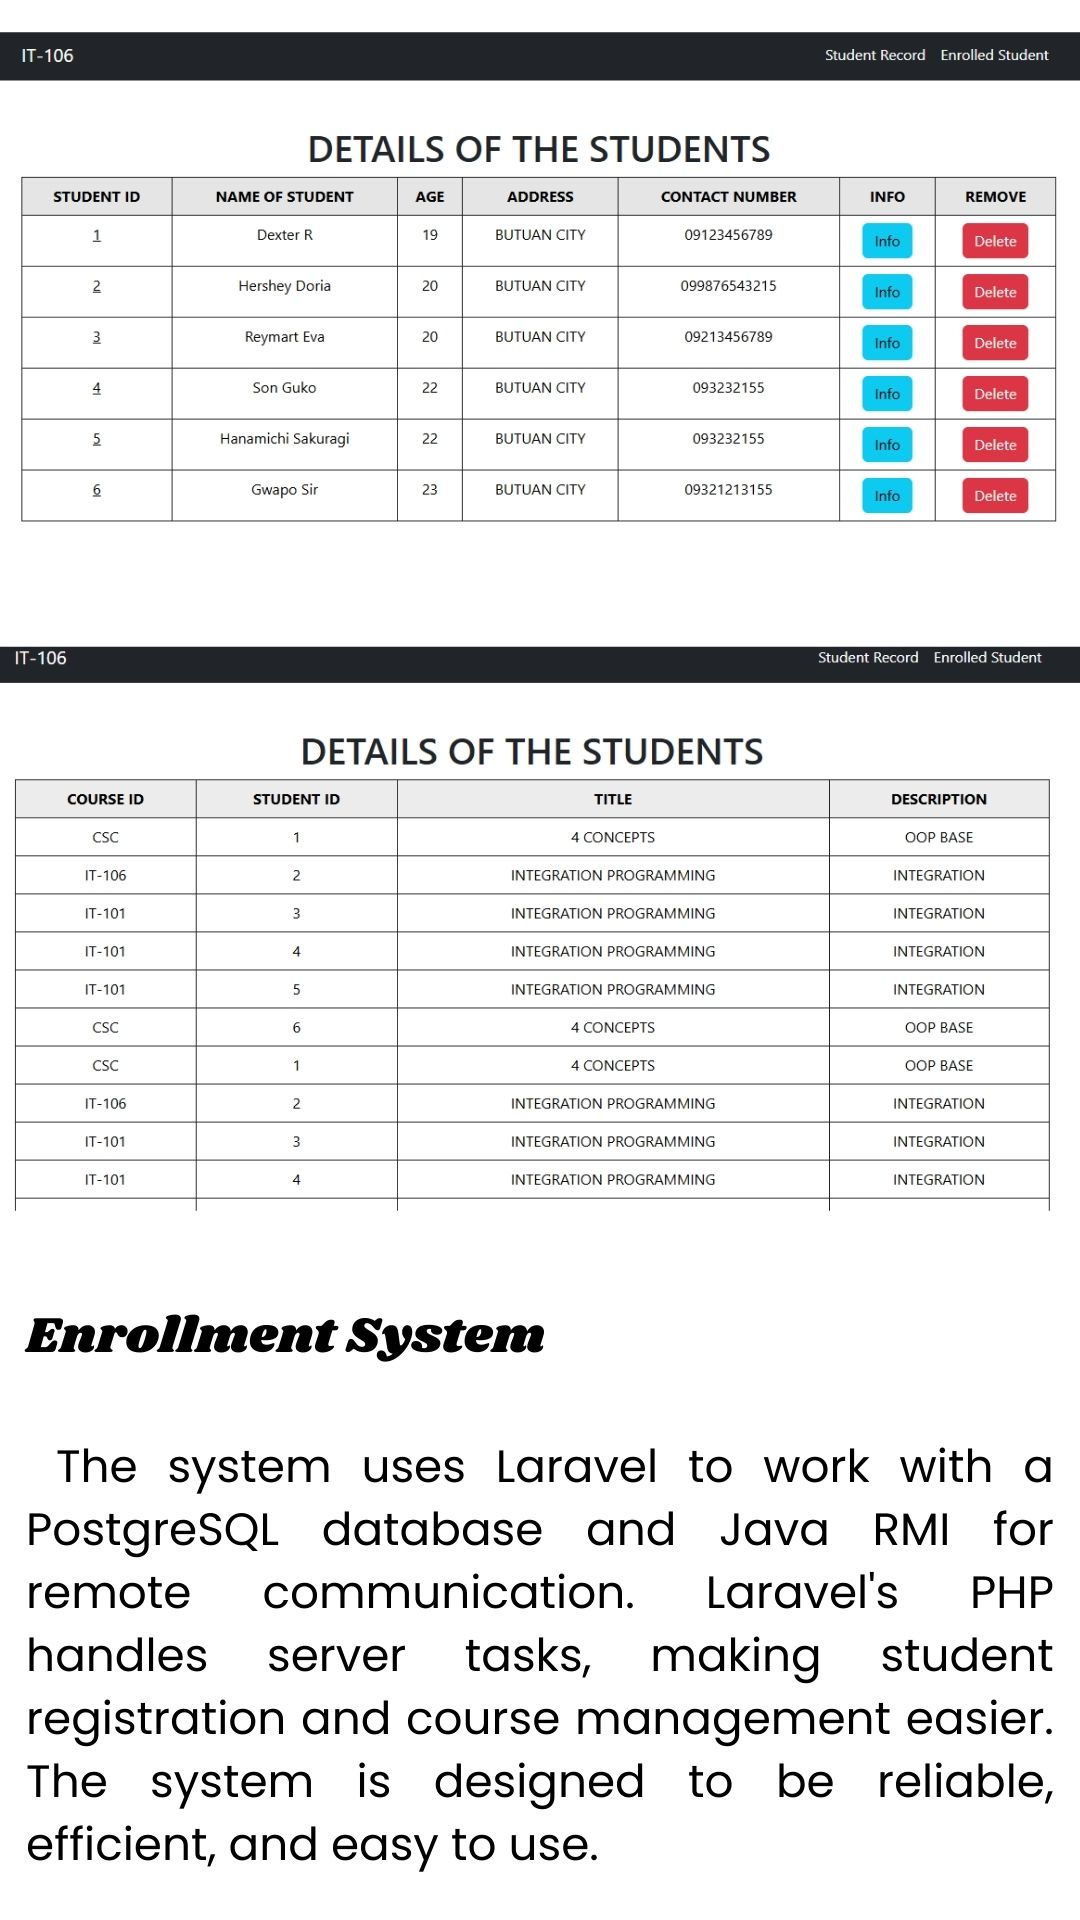 IT-106 Student Record Enrolled Student
DETAILS OF THE STUDENTS
STUDENT ID NAME OF STUDENT AGE ADDRESS CONTACT NUMBER INFO REMOVE
1 Dexter R 19 BUTUAN CITY 09123456789 Info Delete
2 Hershey Doria 20 BUTUAN CITY 099876543215 Info Delete
3 Reymart Eva 20 BUTUAN CITY 09213456789 Info Delete
4 Son Guko 22 BUTUAN CITY 093232155 Info Delete
5 Hanamichi Sakuragi 22 BUTUAN CITY 093232155 Info Delete
6 Gwapo Sir 23 BUTUAN CITY 09321213155 Info Delete
IT-106 Student Record Enrolled Student
DETAILS OF THE STUDENTS
COURSE ID STUDENT ID TITLE DESCRIPTION
CSC 1 4 CONCEPTS OOP BASE
IT-106 2 INTEGRATION PROGRAMMING INTEGRATION
IT-101 3 INTEGRATION PROGRAMMING INTEGRATION
IT-101 4 INTEGRATION PROGRAMMING INTEGRATION
IT-101 5 INTEGRATION PROGRAMMING INTEGRATION
CSC 6 4 CONCEPTS OOP BASE
CSC 1 4 CONCEPTS OOP BASE
IT-106 2 INTEGRATION PROGRAMMING INTEGRATION
IT-101 3 INTEGRATION PROGRAMMING INTEGRATION
IT-101 4 INTEGRATION PROGRAMMING INTEGRATION
Enrollment System
The system uses Laravel to work with a
PostgreSQL database and Java RMI for
remote communication. Laravel's PHP
handles server tasks, making student
registration and course management easier.
The system is designed to be reliable,
efficient, and easy to use.